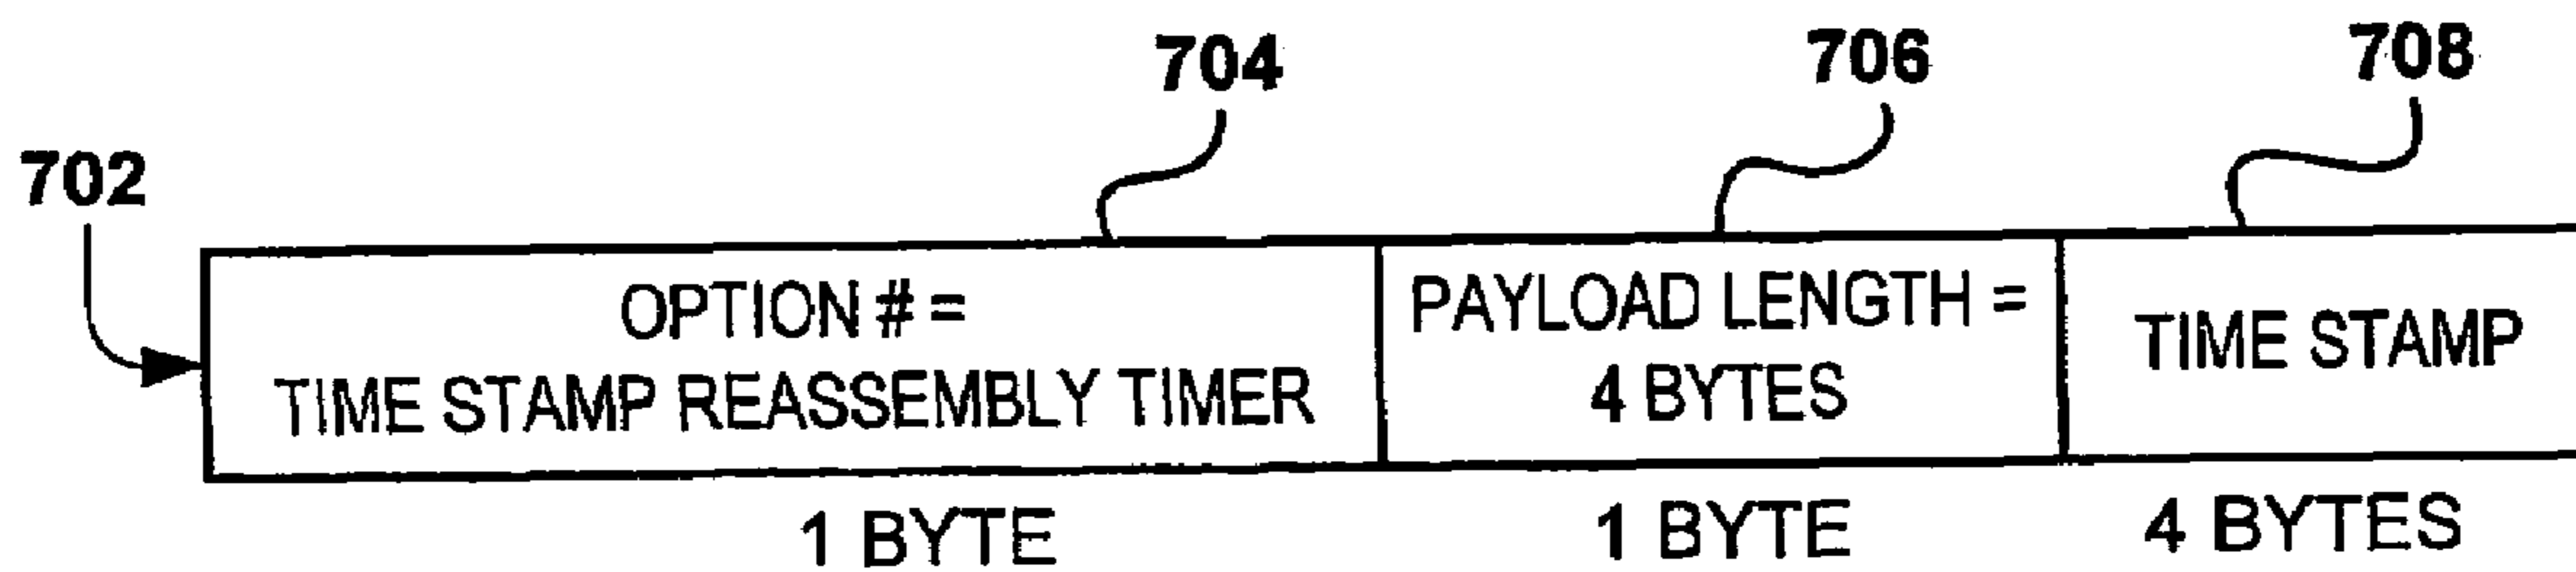 704
706
708
702
OPTION # =
TIME STAMP REASSEMBLY TIMER
PAYLOAD LENGTH =
4 BYTES
TIME STAMP
1 BYTE
1 BYTE
4 BYTES